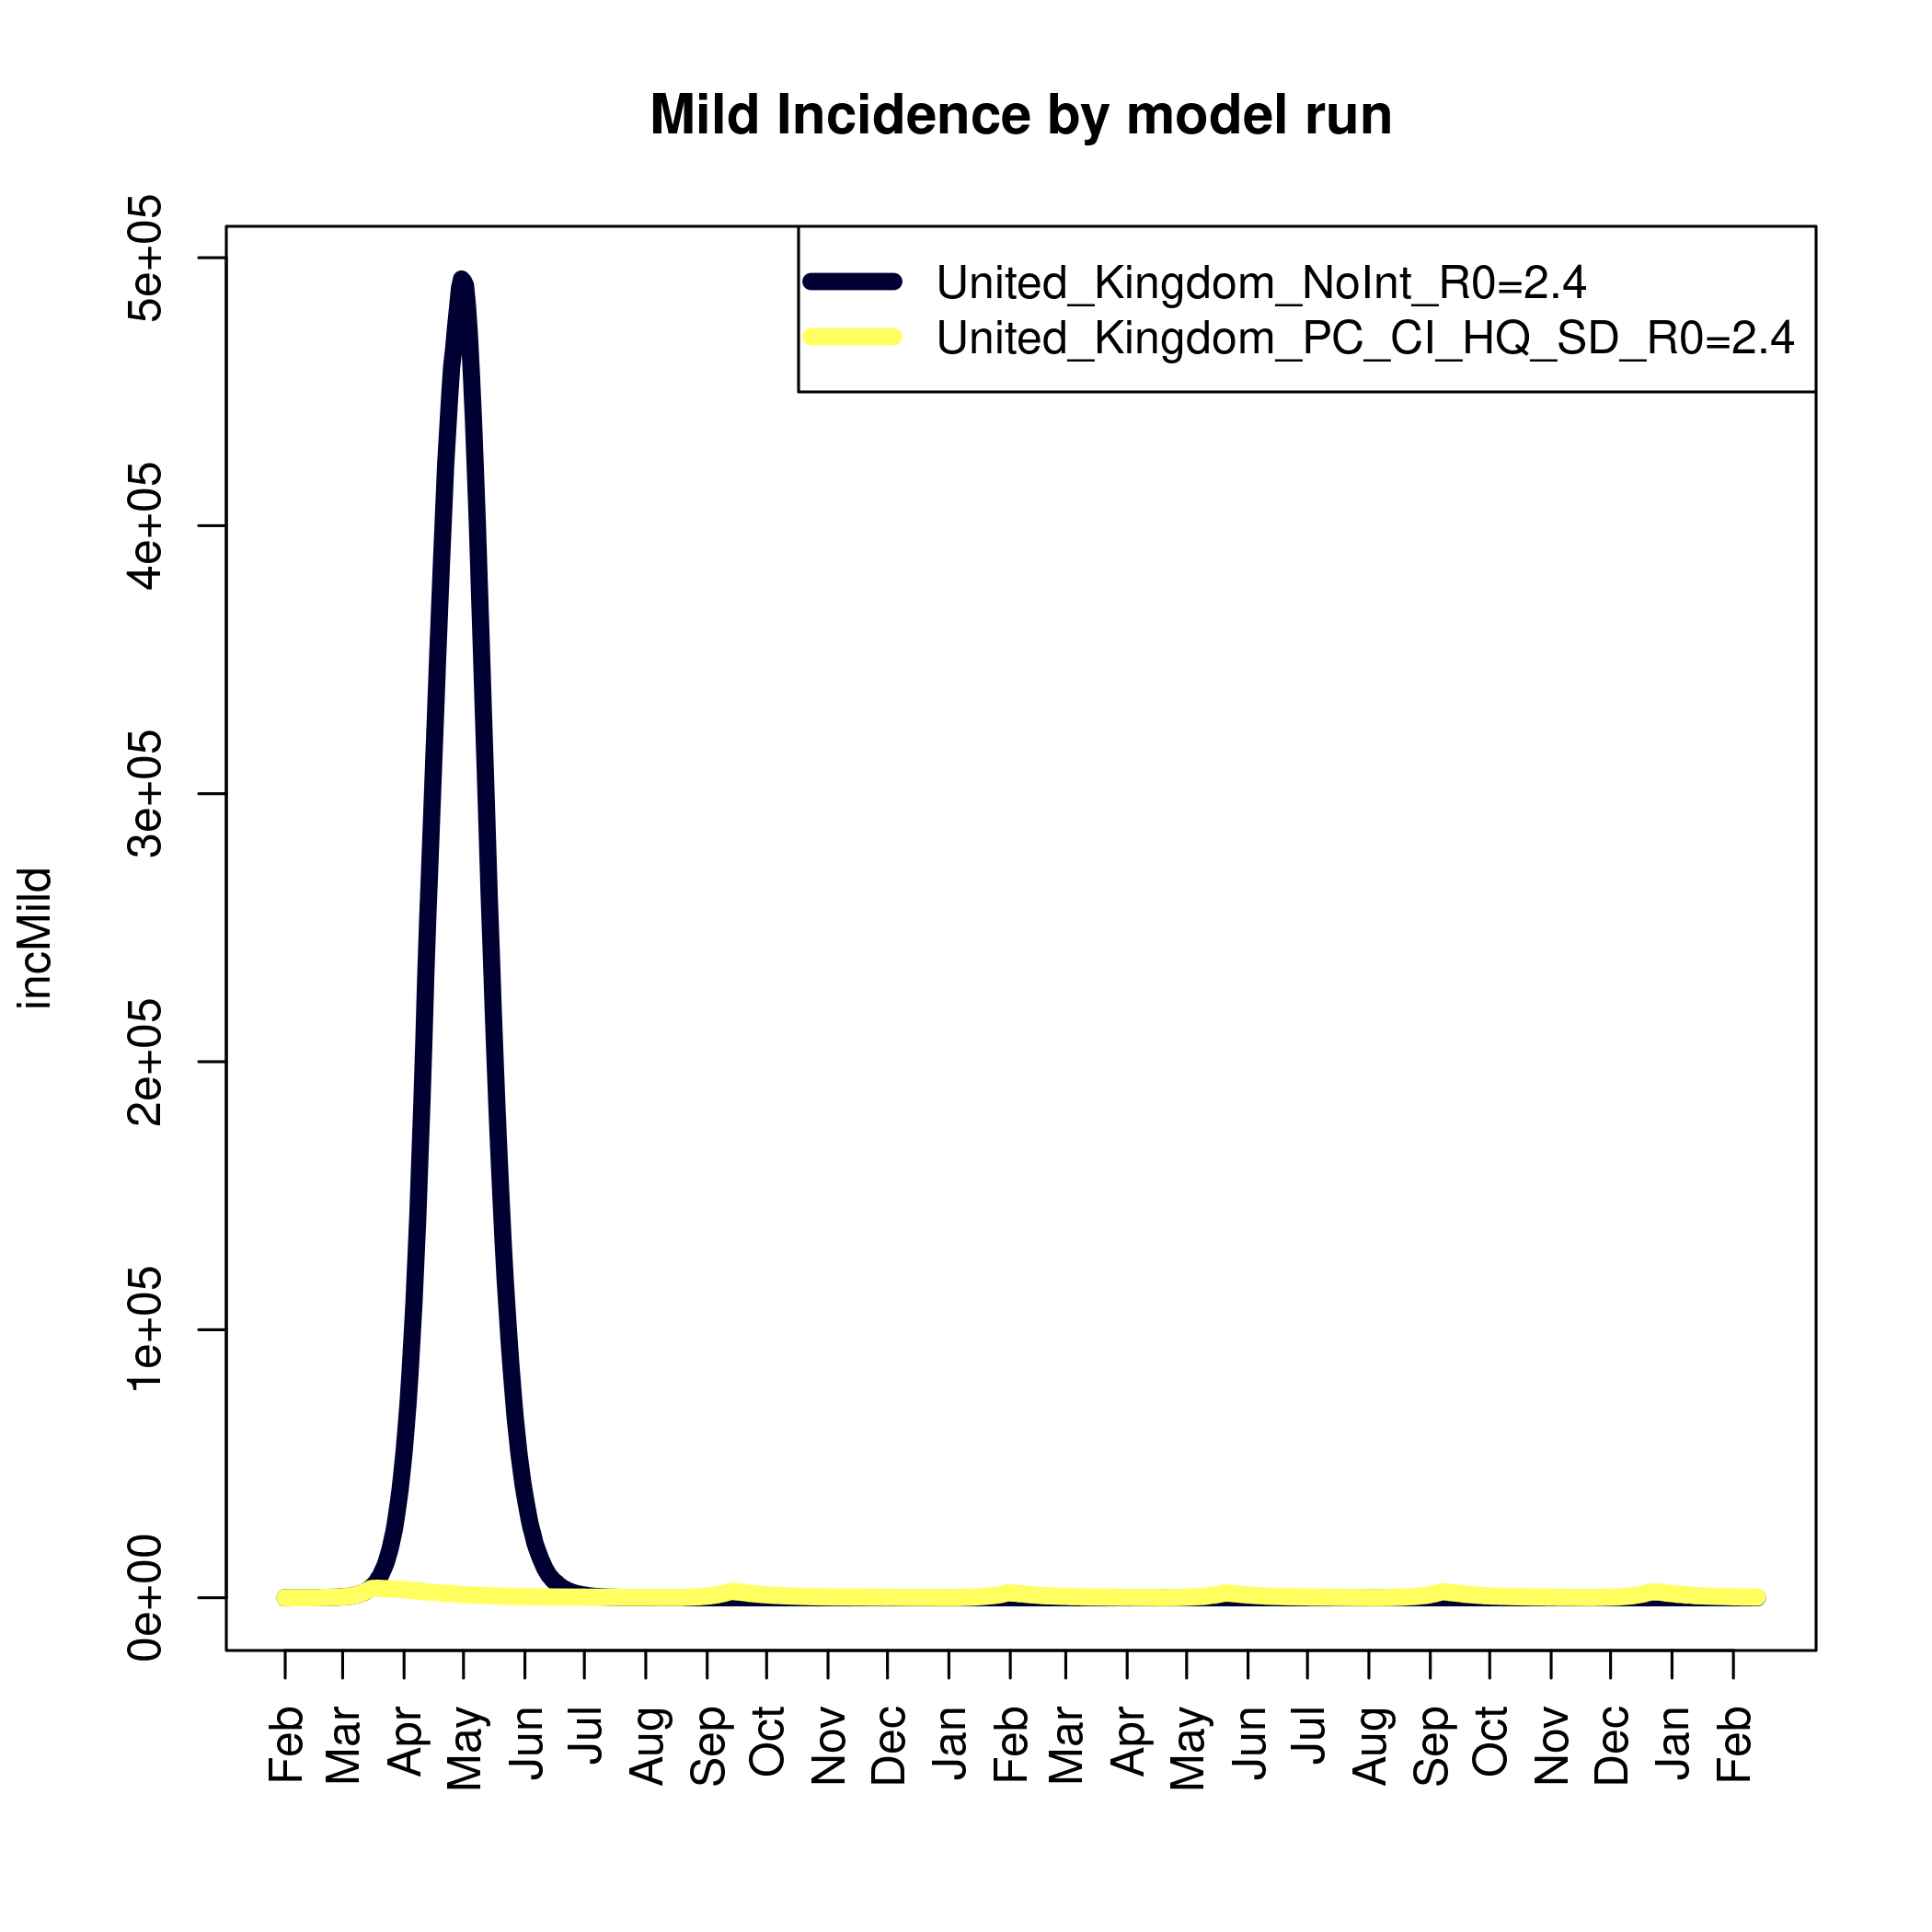 Mild Incidence by model run
United_Kingdom_NoInt_R0=2.4
United_Kingdom_PC_CI_HQ_SD_R0=2.4
incMild
5e+05
4e+05
3e+05
2e+05
1e+05
0e+00
Feb Mar Apr May Jun Jul Aug Sep Oct Nov Dec Jan Feb Mar Apr May Jun Jul Aug Sep Oct Nov Dec Jan Feb